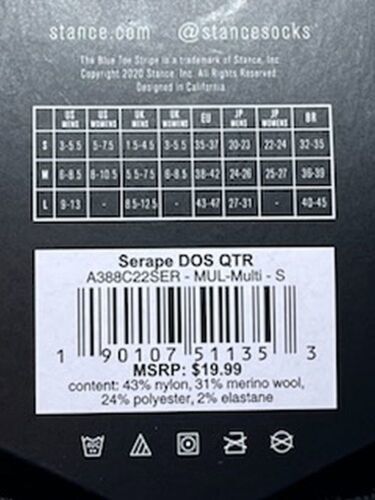 stance.com @stancesocks
The Blue Toe Stripe is a trademark of Stance, Inc
Copyright 2020 Stance, Inc. All Rights Reserved
Designed in California.
US MENS US WOMENS UK MENS UK WOMENS EU JP MENS JP WOMENS BR
S 3-5.5 5-7.5 1.5-4.5 3-5.5 35-37 20-23 22-24 32-35
M 6-8.5 8-10.5 5.5-7.5 6-8.5 38-42 24-26 25-27 36-39
L 9-13 - 8.5-12.5 - 43-47 27-31 - 40-45
Serape DOS QTR
A388C22SER - MUL-Multi - S
1 90107 51135 3
MSRP: $19.99
content: 43% nylon, 31% merino wool,
24% polyester, 2% elastane